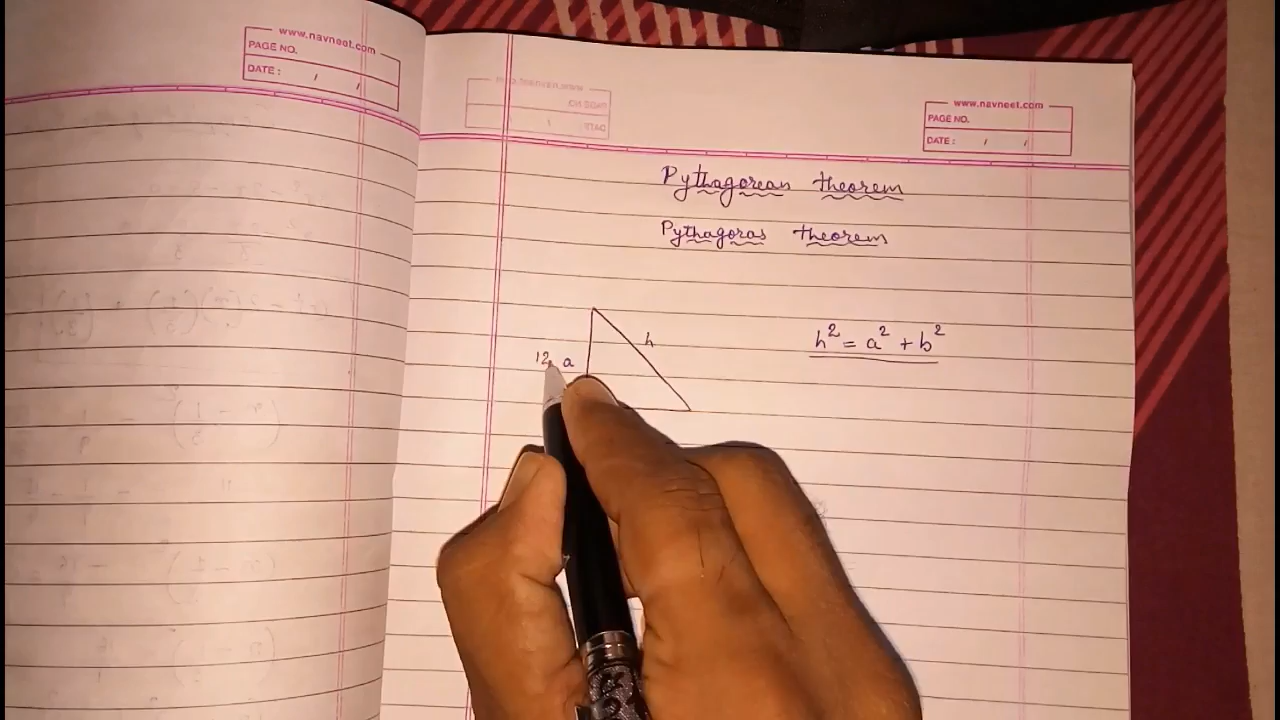 www.navneet.com
PAGE NO.
DATE : / /
www.navneet.com
PAGE NO.
DATE : / /
Pythagorean theorem
Pythagoras theorem
h
h² = a² + b²
12 a